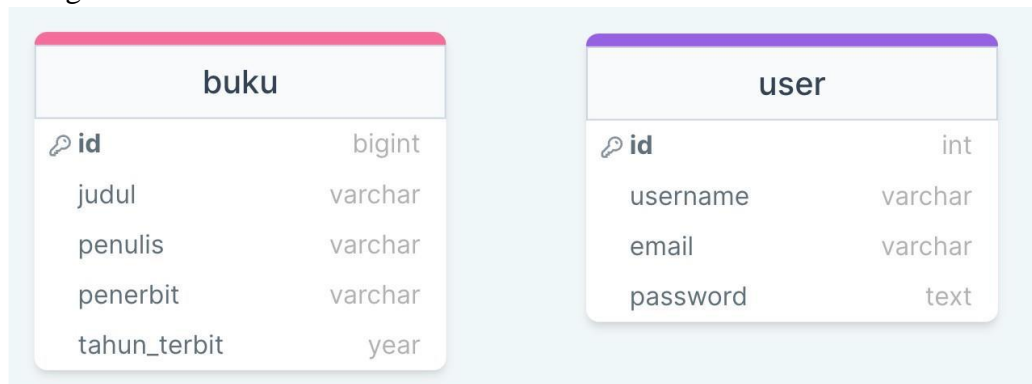 buku
id bigint
judul varchar
penulis varchar
penerbit varchar
tahun_terbit year
user
id int
username varchar
email varchar
password text